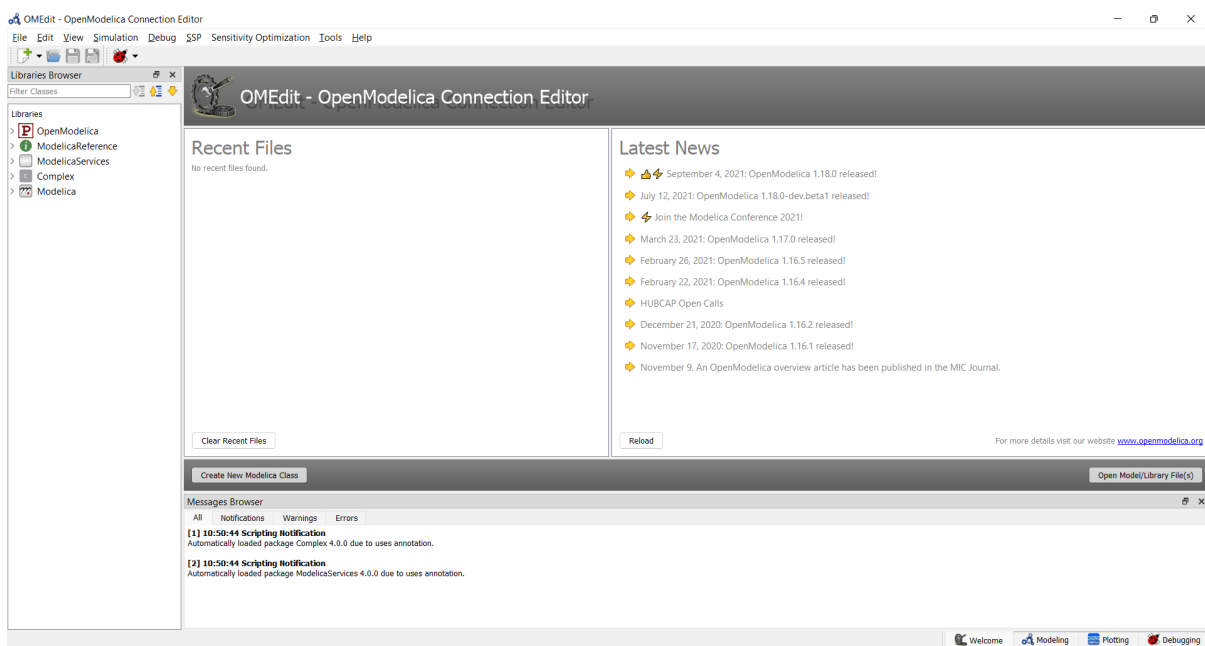 OMEdit - OpenModelica Connection Editor
File Edit View Simulation Debug SSP Sensitivity Optimization Tools Help
Libraries Browser
Filter Classes
Libraries
P OpenModelica
i ModelicaReference
ModelicaServices
C Complex
Modelica
OMEdit - OpenModelica Connection Editor
Recent Files
No recent files found.
Clear Recent Files
Latest News
September 4, 2021: OpenModelica 1.18.0 released!
July 12, 2021: OpenModelica 1.18.0-dev.beta1 released!
Join the Modelica Conference 2021!
March 23, 2021: OpenModelica 1.17.0 released!
February 26, 2021: OpenModelica 1.16.5 released!
February 22, 2021: OpenModelica 1.16.4 released!
HUBCAP Open Calls
December 21, 2020: OpenModelica 1.16.2 released!
November 17, 2020: OpenModelica 1.16.1 released!
November 9. An OpenModelica overview article has been published in the MIC Journal.
Reload
For more details visit our website www.openmodelica.org
Create New Modelica Class
Open Model/Library File(s)
Messages Browser
All Notifications Warnings Errors
[1] 10:50:44 Scripting Notification
Automatically loaded package Complex 4.0.0 due to uses annotation.
[2] 10:50:44 Scripting Notification
Automatically loaded package ModelicaServices 4.0.0 due to uses annotation.
Welcome Modeling Plotting Debugging